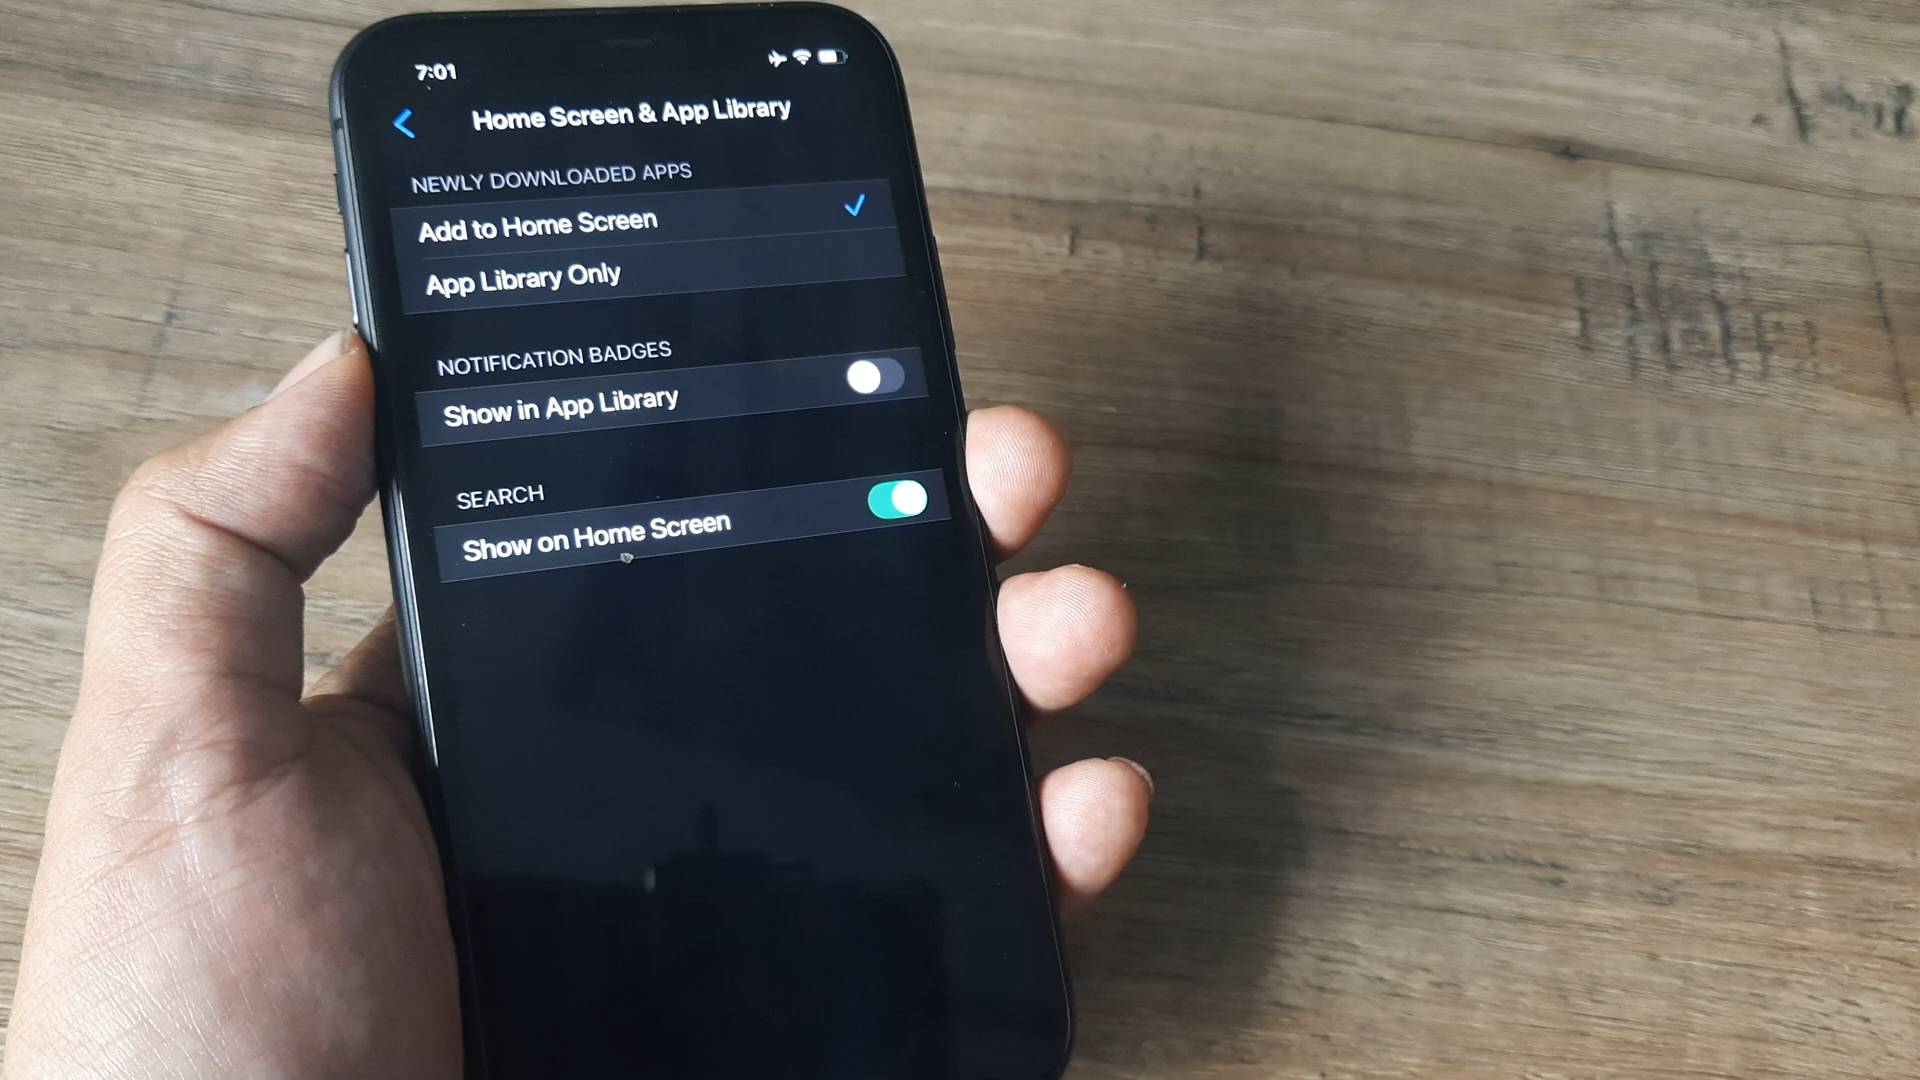 7:01
Home Screen & App Library
NEWLY DOWNLOADED APPS
Add to Home Screen
App Library Only
NOTIFICATION BADGES
Show in App Library
SEARCH
Show on Home Screen